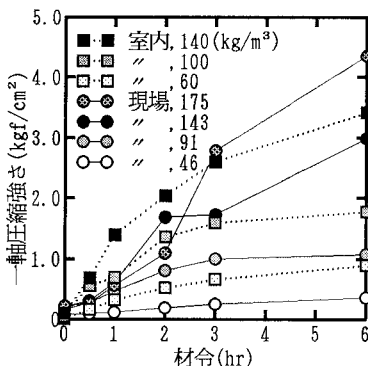 5.0
4.0
3.0
2.0
1.0
0
一軸圧縮強さ(kgf/cm²)
室内,140(kg/m³)
〃 ,100
〃 ,60
現場,175
〃 ,143
〃 ,91
〃 ,46
0 1 2 3 4 5 6
材令(hr)